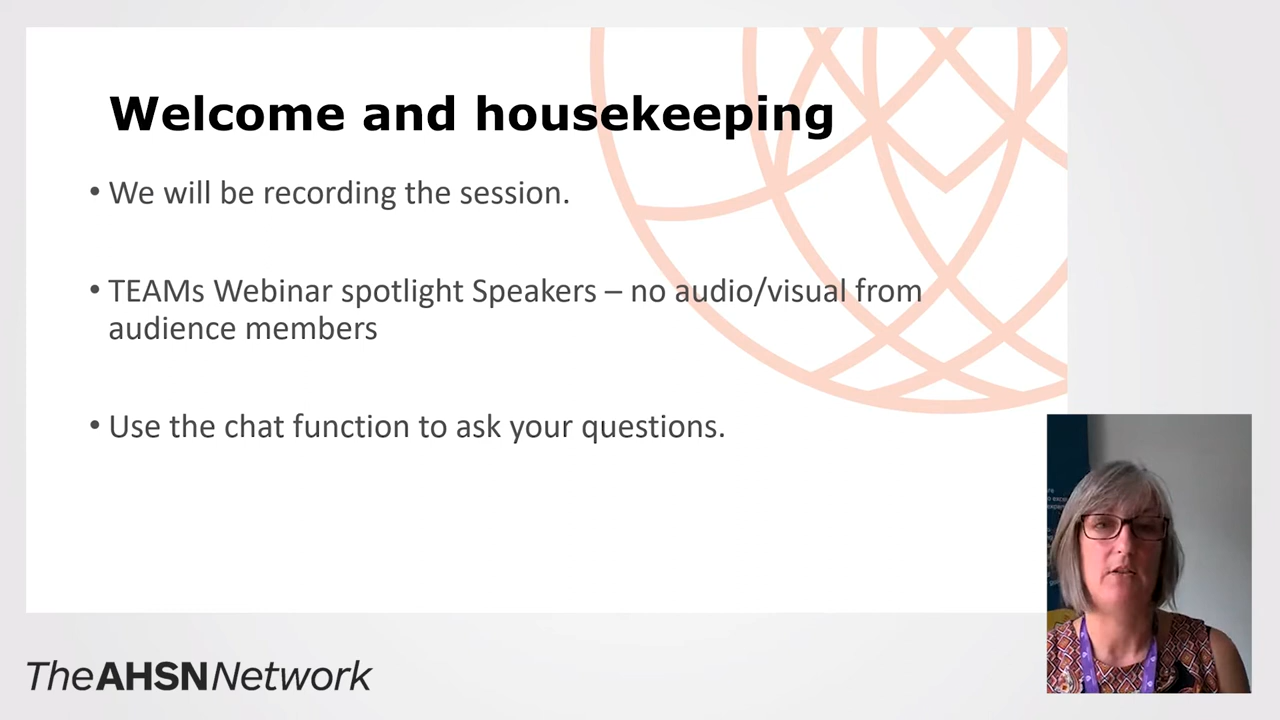 Welcome and housekeeping
• We will be recording the session.
• TEAMs Webinar spotlight Speakers – no audio/visual from
audience members
• Use the chat function to ask your questions.
TheAHSNNetwork